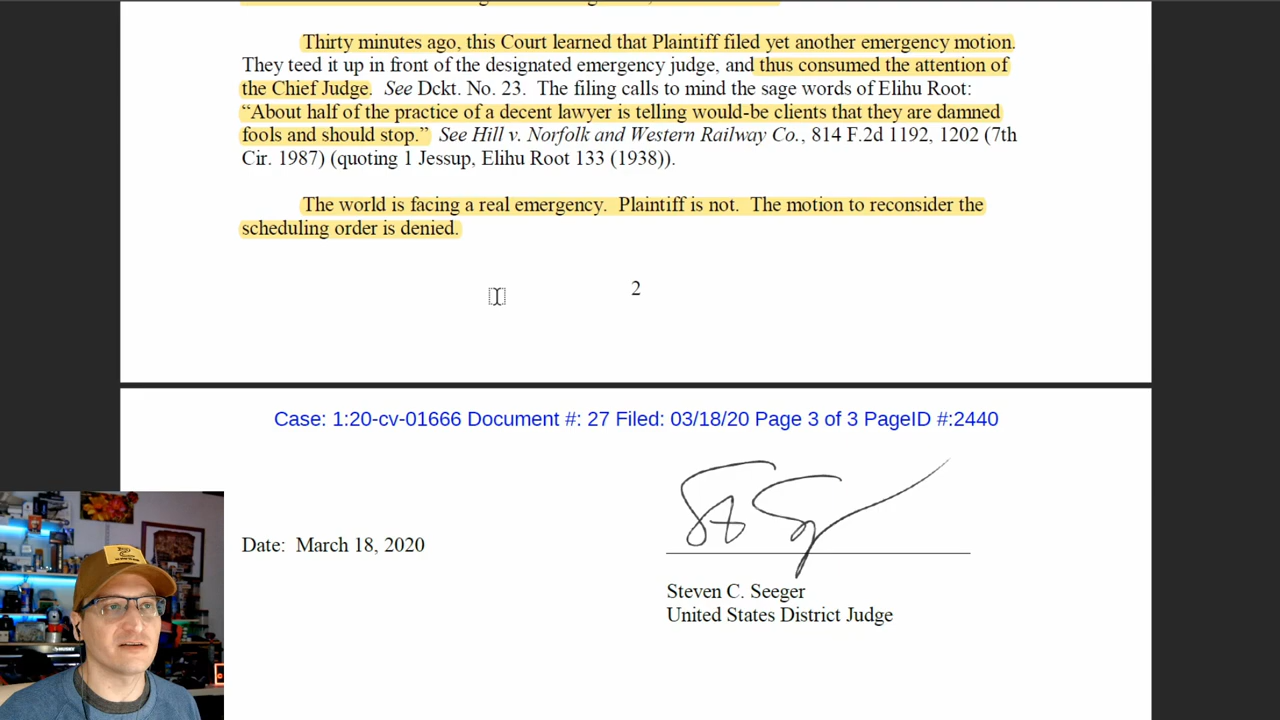 Thirty minutes ago, this Court learned that Plaintiff filed yet another emergency motion.
They teed it up in front of the designated emergency judge, and thus consumed the attention of
the Chief Judge. See Dckt. No. 23. The filing calls to mind the sage words of Elihu Root:
“About half of the practice of a decent lawyer is telling would-be clients that they are damned
fools and should stop.” See Hill v. Norfolk and Western Railway Co., 814 F.2d 1192, 1202 (7th
Cir. 1987) (quoting 1 Jessup, Elihu Root 133 (1938)).
The world is facing a real emergency. Plaintiff is not. The motion to reconsider the
scheduling order is denied.
2
Case: 1:20-cv-01666 Document #: 27 Filed: 03/18/20 Page 3 of 3 PageID #:2440
Date: March 18, 2020
Steven C. Seeger
United States District Judge